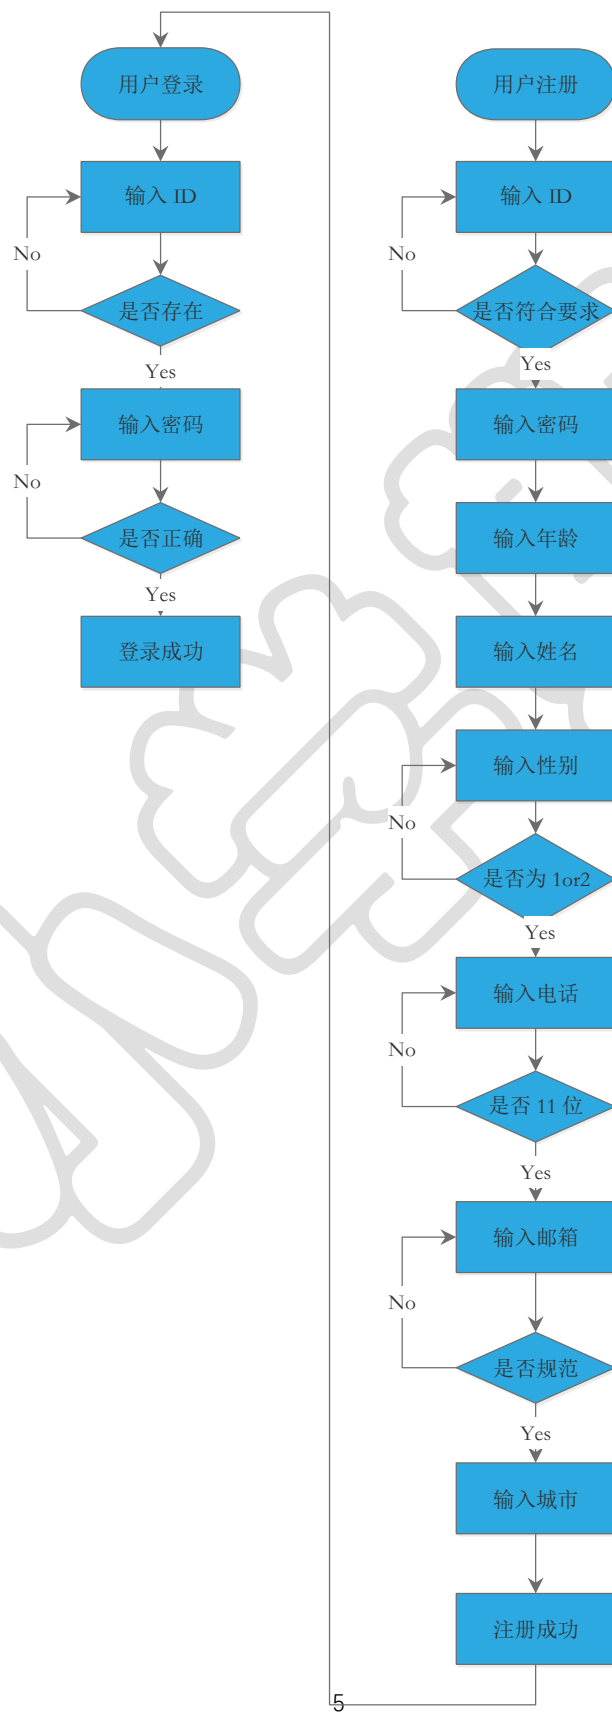 用户登录
输入 ID
No
是否存在
Yes
输入密码
No
是否正确
Yes
登录成功
用户注册
输入 ID
No
是否符合要求
Yes
输入密码
输入年龄
输入姓名
输入性别
No
是否为 1or2
Yes
输入电话
No
是否 11 位
Yes
输入邮箱
No
是否规范
Yes
输入城市
注册成功
5